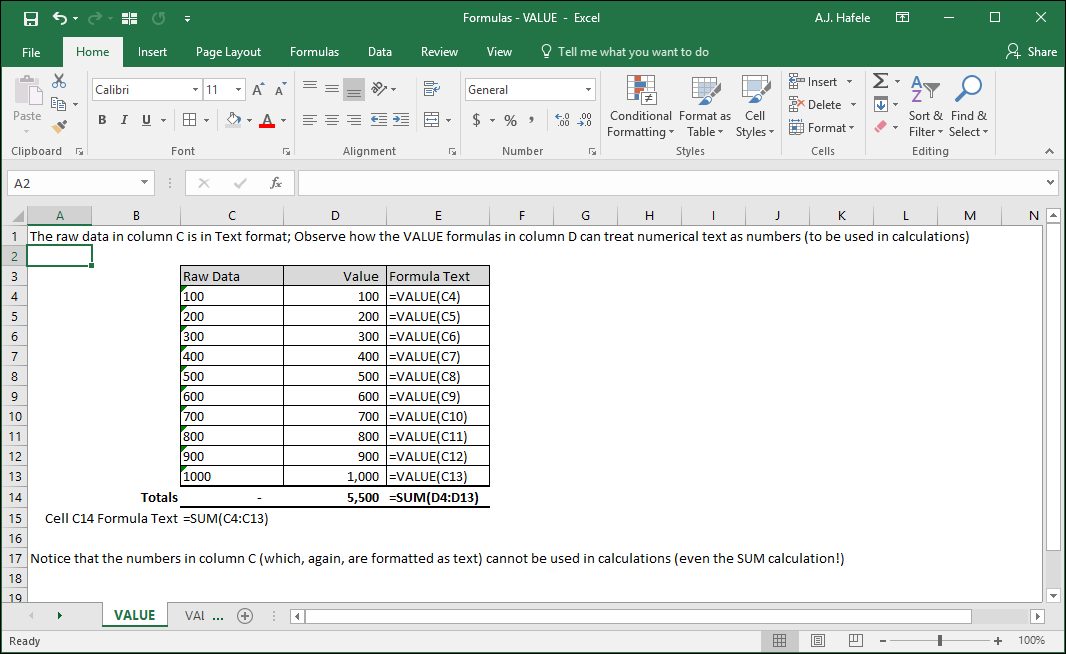 Formulas - VALUE - Excel
A.J. Hafele
File Home Insert Page Layout Formulas Data Review View Tell me what you want to do Share
Calibri 11 General
Paste
B I U $ % , .00 .0
Conditional Formatting Format as Table Cell Styles
Insert
Delete
Format
Sort & Filter Find & Select
Clipboard Font Alignment Number Styles Cells Editing
A2 fx
A B C D E F G H I J K L M N
1 The raw data in column C is in Text format; Observe how the VALUE formulas in column D can treat numerical text as numbers (to be used in calculations)
2
3 Raw Data Value Formula Text
4 100 100 =VALUE(C4)
5 200 200 =VALUE(C5)
6 300 300 =VALUE(C6)
7 400 400 =VALUE(C7)
8 500 500 =VALUE(C8)
9 600 600 =VALUE(C9)
10 700 700 =VALUE(C10)
11 800 800 =VALUE(C11)
12 900 900 =VALUE(C12)
13 1000 1,000 =VALUE(C13)
14 Totals - 5,500 =SUM(D4:D13)
15 Cell C14 Formula Text =SUM(C4:C13)
16
17 Notice that the numbers in column C (which, again, are formatted as text) cannot be used in calculations (even the SUM calculation!)
18
19
VALUE VAI ...
Ready 100%